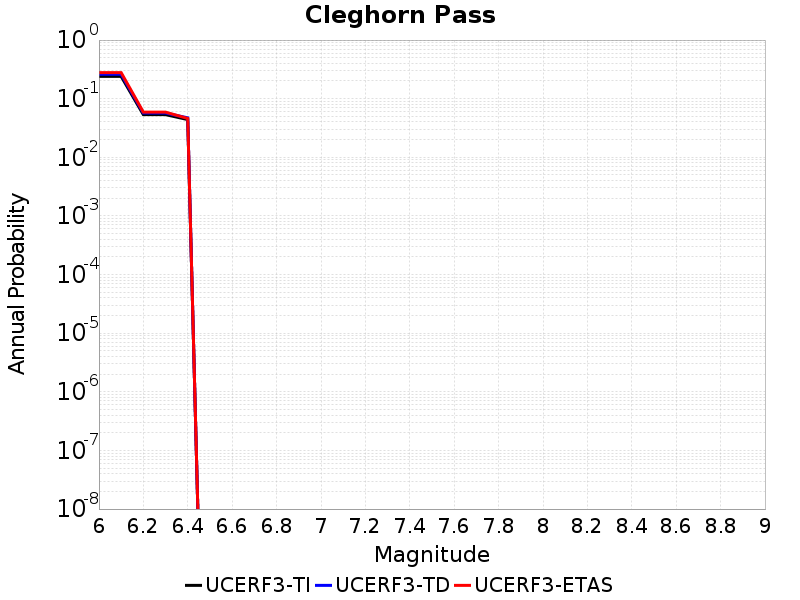 Cleghorn Pass
10^0
10^-1
10^-2
10^-3
10^-4
10^-5
10^-6
10^-7
10^-8
Annual Probability
6 6.2 6.4 6.6 6.8 7 7.2 7.4 7.6 7.8 8 8.2 8.4 8.6 8.8 9
Magnitude
UCERF3-TI UCERF3-TD UCERF3-ETAS